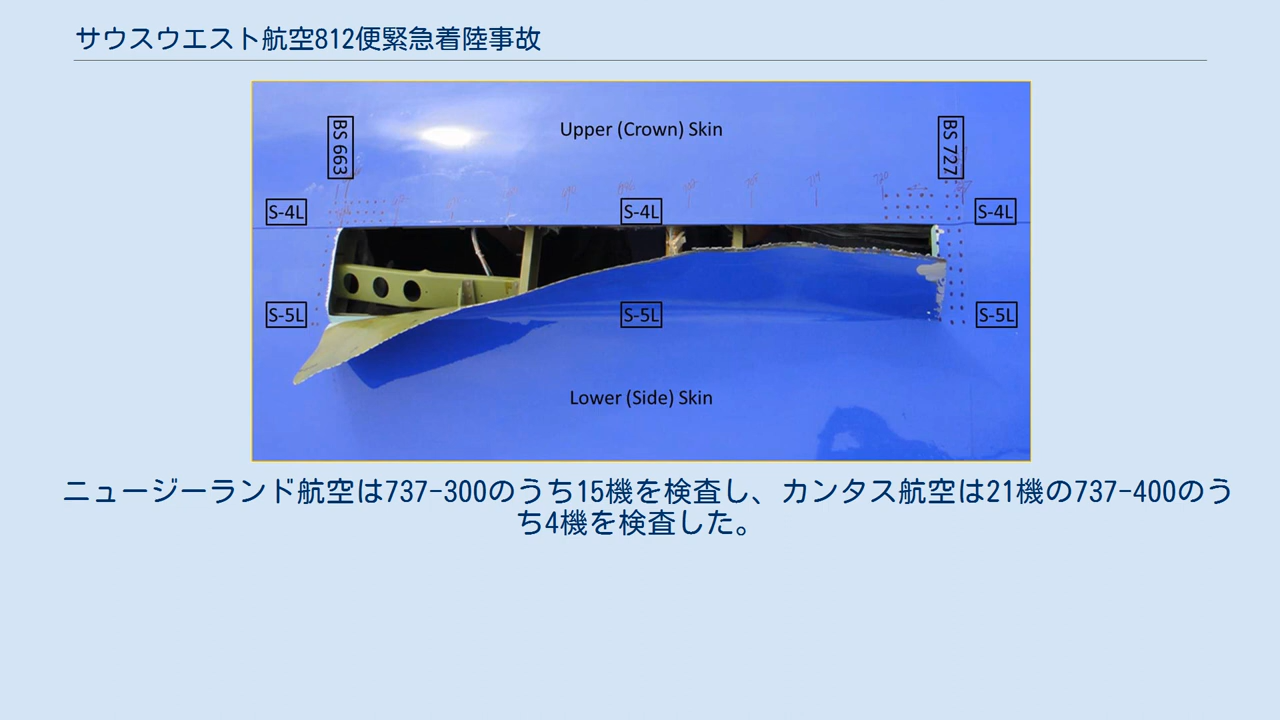 サウスウエスト航空812便緊急着陸事故
BS 663
Upper (Crown) Skin
BS 727
S-4L
S-4L
S-4L
S-5L
S-5L
S-5L
Lower (Side) Skin
ニュージーランド航空は737-300のうち15機を検査し、カンタス航空は21機の737-400のう
ち4機を検査した。